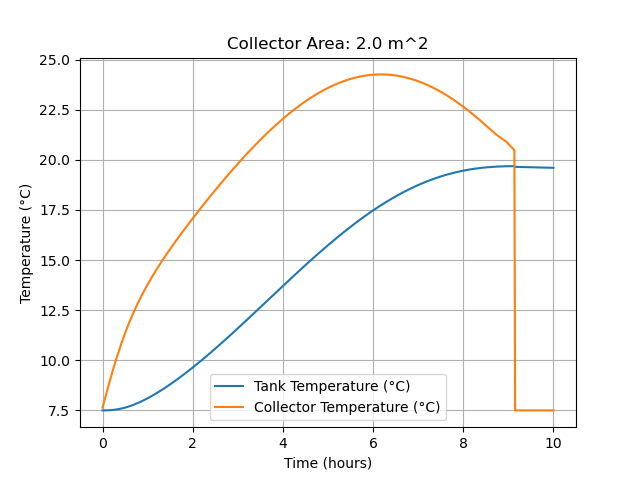 Collector Area: 2.0 m^2
25.0
22.5
20.0
17.5
15.0
12.5
10.0
7.5
Temperature (°C)
Tank Temperature (°C)
Collector Temperature (°C)
0 2 4 6 8 10
Time (hours)